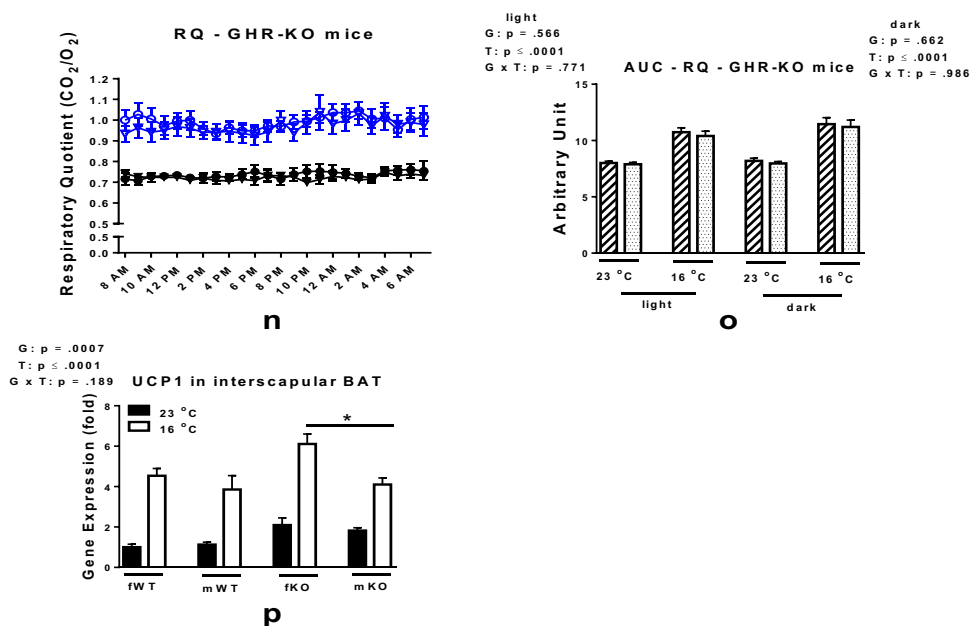 RQ - GHR-KO mice
Respiratory Quotient (CO2/O2)
1.2
1.1
1.0
0.9
0.8
0.7
0.6
0.5
0.5
0.0
8 AM
10 AM
12 PM
2 PM
4 PM
6 PM
8 PM
10 PM
12 AM
2 AM
4 AM
6 AM
n
light
G: p = .566
T: p ≤ .0001
G x T: p = .771
dark
G: p = .662
T: p ≤ .0001
G x T: p = .986
AUC - RQ - GHR-KO mice
Arbitrary Unit
15
10
5
0
23 °C
16 °C
23 °C
16 °C
light
dark
o
G: p = .0007
T: p ≤ .0001
G x T: p = .189
UCP1 in interscapular BAT
Gene Expression (fold)
8
6
4
2
0
23 °C
16 °C
*
fWT
mWT
fKO
mKO
p